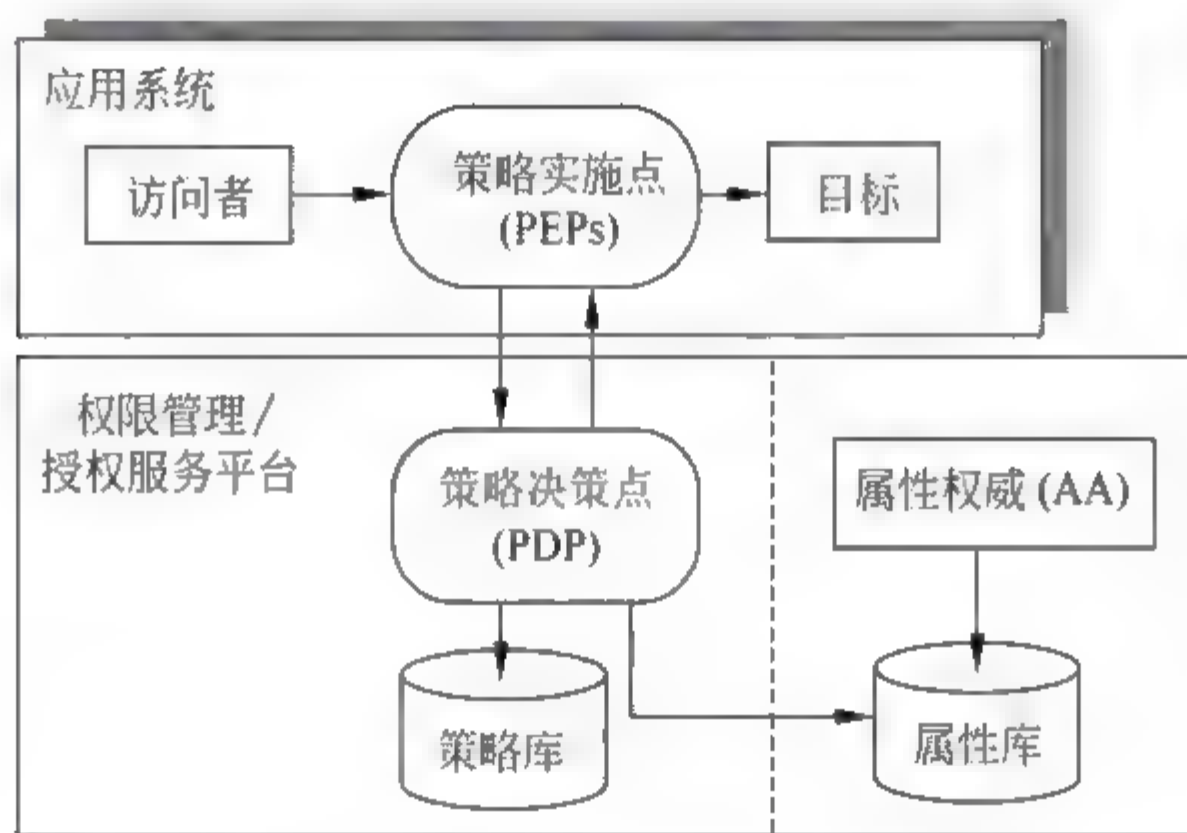 应用系统
访问者
策略实施点
(PEPs)
目标
权限管理/
授权服务平台
策略决策点
(PDP)
属性权威 (AA)
策略库
属性库